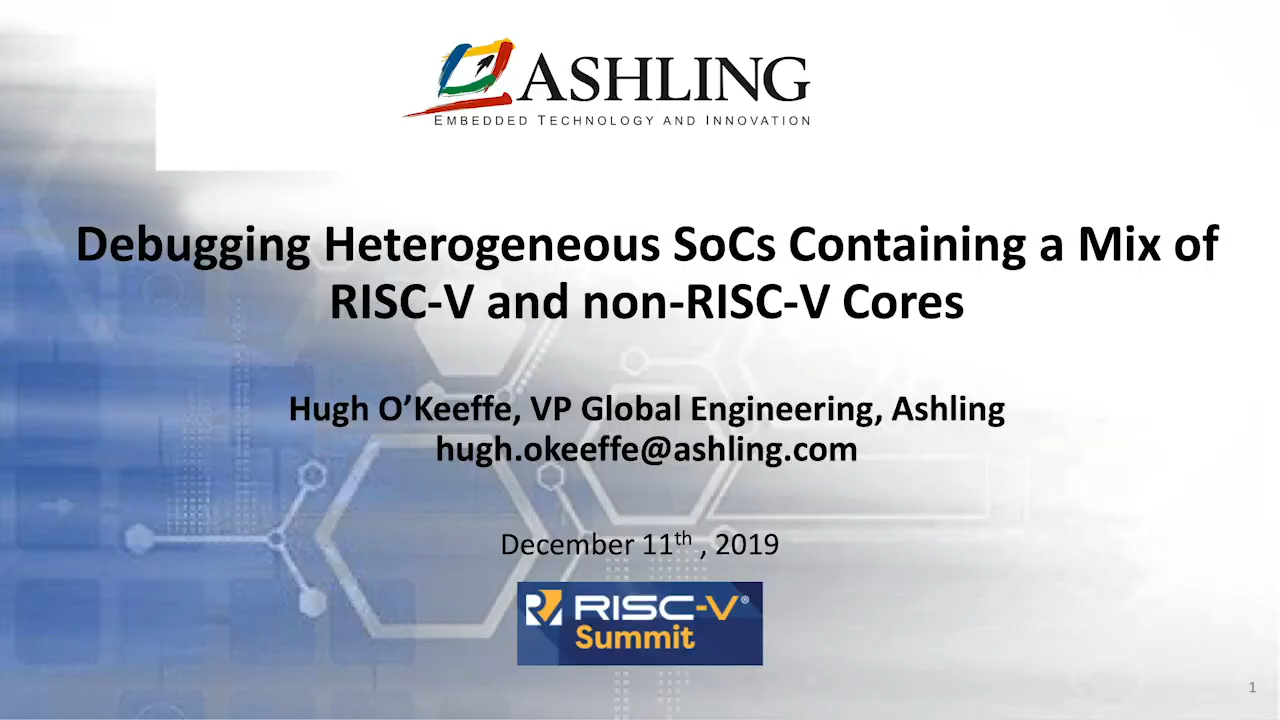 ASHLING
EMBEDDED TECHNOLOGY AND INNOVATION
Debugging Heterogeneous SoCs Containing a Mix of
RISC-V and non-RISC-V Cores
Hugh O’Keeffe, VP Global Engineering, Ashling
hugh.okeeffe@ashling.com
December 11th , 2019
RISC-V®
Summit
1